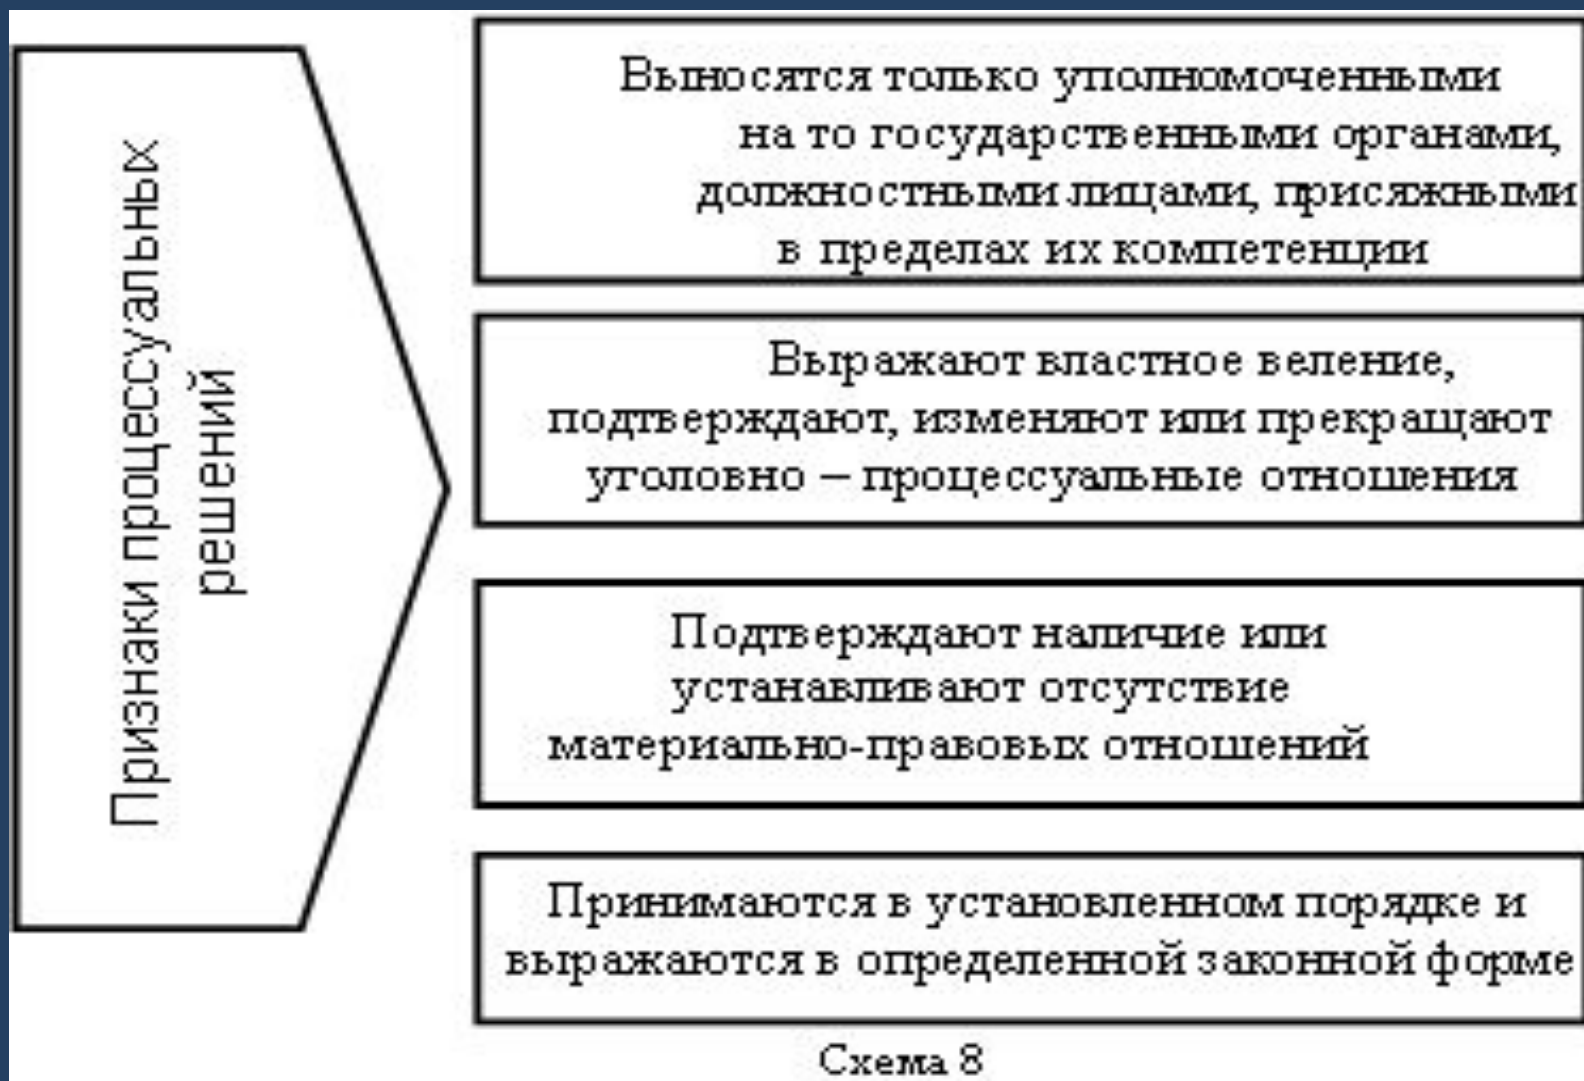 Признаки процессуальных
решений
Выносятся только уполномоченными
на то государственными органами,
должностными лицами, присяжными
в пределах их компетенции
Выражают властное веление,
подтверждают, изменяют или прекращают
уголовно – процессуальные отношения
Подтверждают наличие или
устанавливают отсутствие
материально-правовых отношений
Принимаются в установленном порядке и
выражаются в определенной законной форме
Схема 8